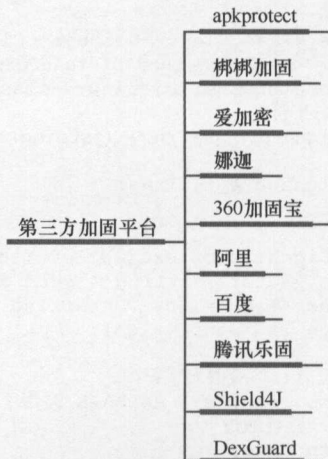 apkprotect
梆梆加固
爱加密
娜迦
360加固宝
第三方加固平台
阿里
百度
腾讯乐固
Shield4J
DexGuard